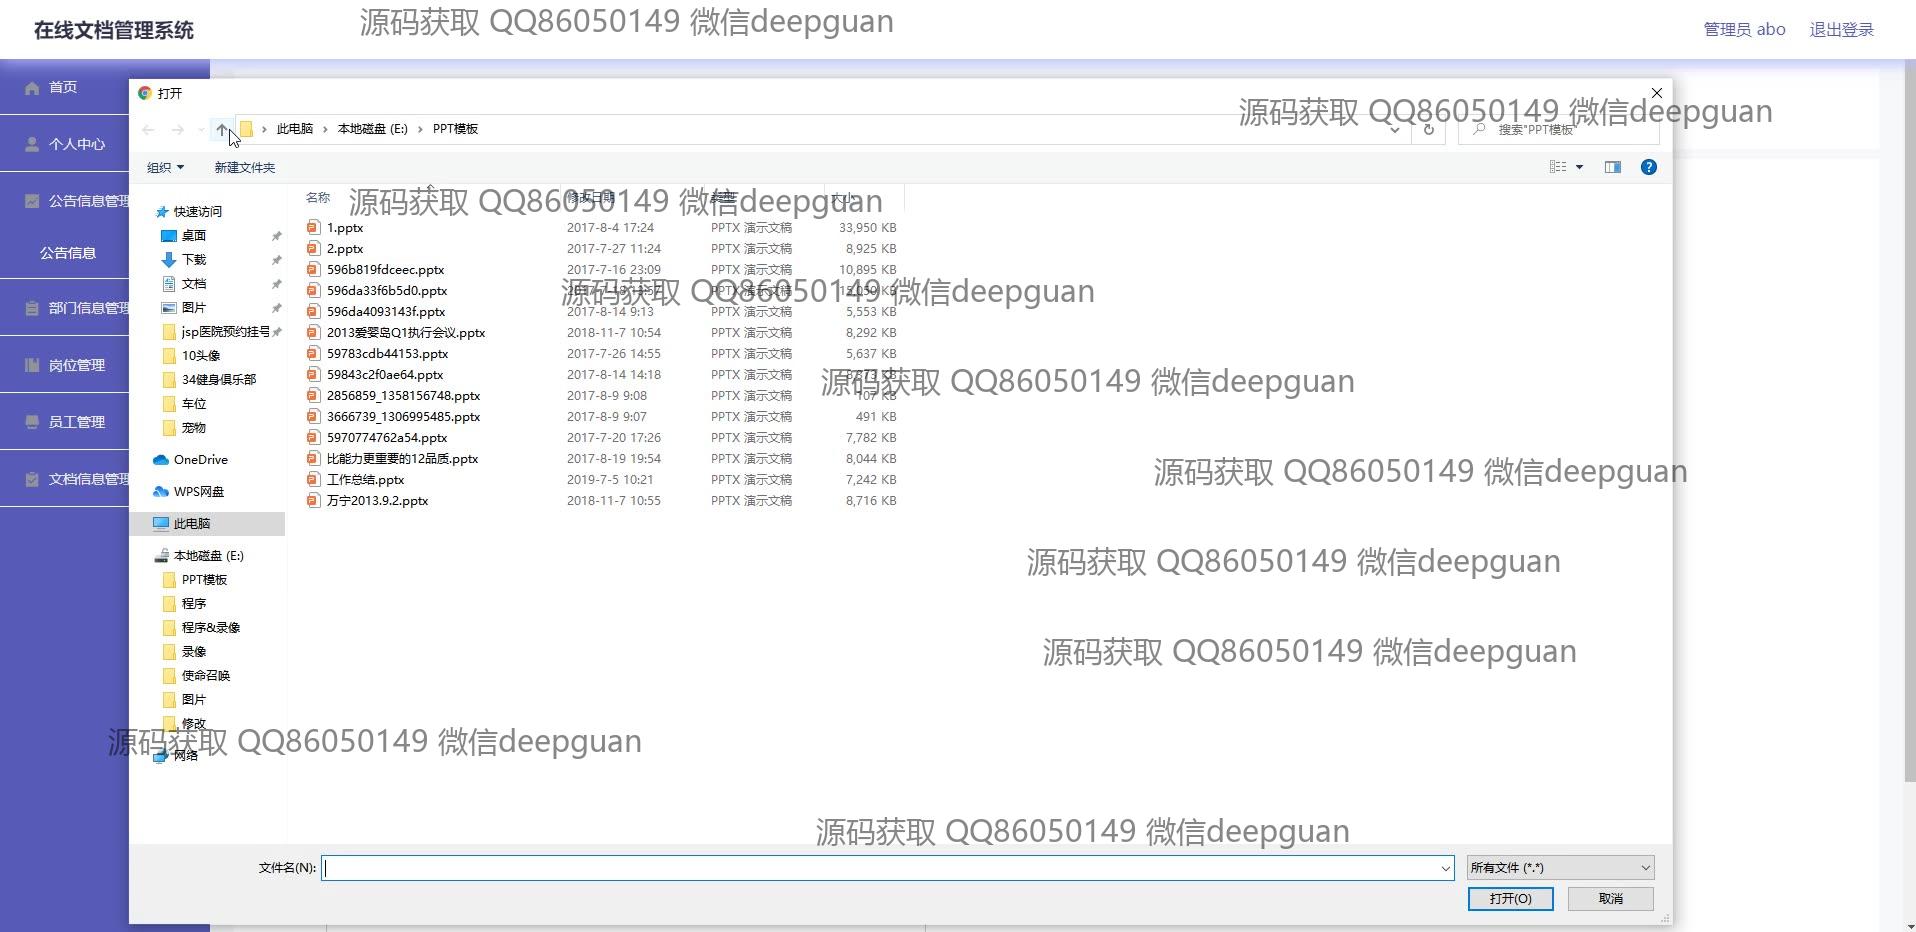 在线文档管理系统
源码获取 QQ86050149 微信deepguan
管理员 abo
退出登录
首页
个人中心
公告信息管理
公告信息
部门信息管理
岗位管理
员工管理
文档信息管理
打开
此电脑 › 本地磁盘 (E:) › PPT模板
搜索"PPT模板"
源码获取 QQ86050149 微信deepguan
组织
新建文件夹
名称 修改日期 类型 大小
源码获取 QQ86050149 微信deepguan
快速访问
桌面
下载
文档
图片
jsp医院预约挂号
10头像
34健身俱乐部
车位
宠物
OneDrive
WPS网盘
此电脑
本地磁盘 (E:)
PPT模板
程序
程序&录像
录像
使命召唤
图片
修改
网络
1.pptx 2017-8-4 17:24 PPTX 演示文稿 33,950 KB
2.pptx 2017-7-27 11:24 PPTX 演示文稿 8,925 KB
596b819fdceec.pptx 2017-7-16 23:09 PPTX 演示文稿 10,895 KB
596da33f6b5d0.pptx
源码获取 QQ86050149 微信deepguan
596da4093143f.pptx 2017-8-14 9:13 PPTX 演示文稿 5,553 KB
2013爱婴岛Q1执行会议.pptx 2018-11-7 10:54 PPTX 演示文稿 8,292 KB
59783cdb44153.pptx 2017-7-26 14:55 PPTX 演示文稿 5,637 KB
59843c2f0ae64.pptx 2017-8-14 14:18 PPTX 演示文稿
源码获取 QQ86050149 微信deepguan
2856859_1358156748.pptx 2017-8-9 9:08 PPTX 演示文稿 107 KB
3666739_1306995485.pptx 2017-8-9 9:07 PPTX 演示文稿 491 KB
5970774762a54.pptx 2017-7-20 17:26 PPTX 演示文稿 7,782 KB
比能力更重要的12品质.pptx 2017-8-19 19:54 PPTX 演示文稿 8,044 KB
工作总结.pptx 2019-7-5 10:21 PPTX 演示文稿 7,242 KB
万宁2013.9.2.pptx 2018-11-7 10:55 PPTX 演示文稿 8,716 KB
源码获取 QQ86050149 微信deepguan
源码获取 QQ86050149 微信deepguan
源码获取 QQ86050149 微信deepguan
源码获取 QQ86050149 微信deepguan
源码获取 QQ86050149 微信deepguan
文件名(N):
所有文件 (*.*)
打开(O)
取消